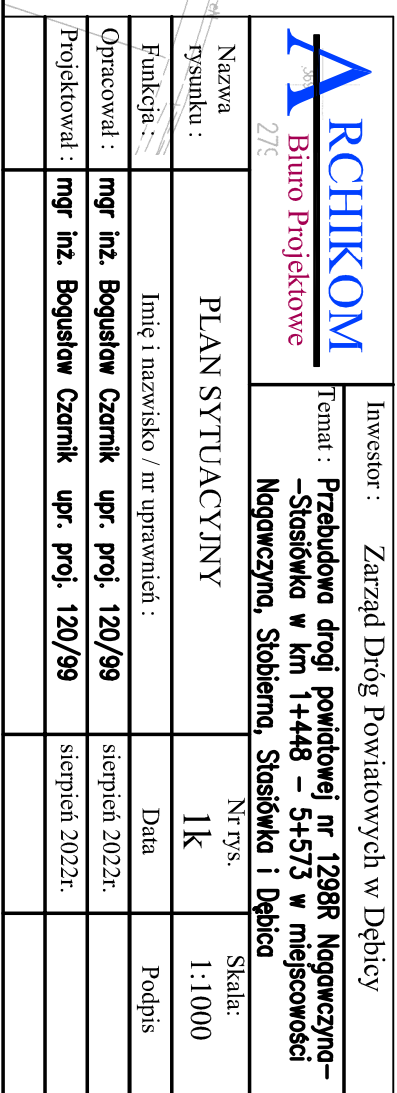 ARCHIKOM
Biuro Projektowe
279
Inwestor : Zarząd Dróg Powiatowych w Dębicy
Temat : Przebudowa drogi powiatowej nr 1298R Nagawczyna–
–Stasiówka w km 1+448 – 5+573 w miejscowości
Nagawczyna, Stobierna, Stasiówka i Dębica
Nazwa
rysunku :
PLAN SYTUACYJNY
Nr rys.
1k
Skala:
1:1000
Funkcja : Imię i nazwisko / nr uprawnień : Data Podpis
Opracował : mgr inż. Bogusław Czarnik upr. proj. 120/99 sierpień 2022r.
Projektował : mgr inż. Bogusław Czarnik upr. proj. 120/99 sierpień 2022r.